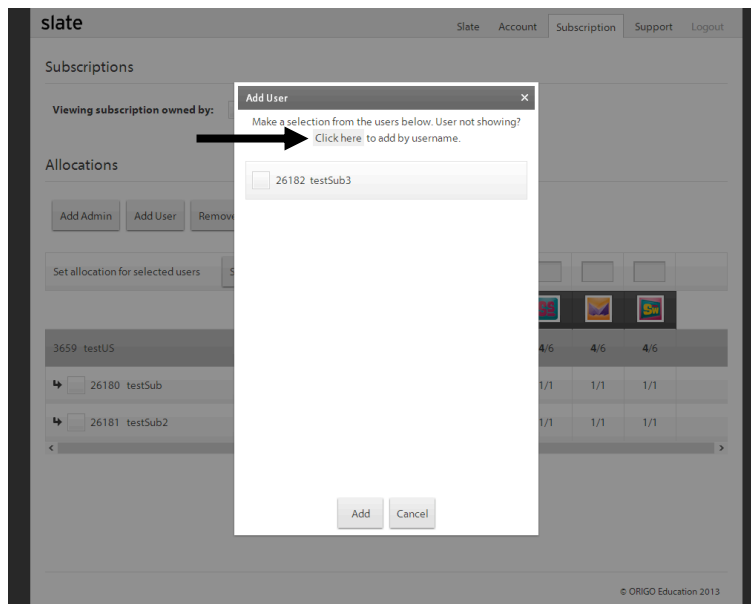 slate
Slate Account Subscription Support Logout
Subscriptions
Viewing subscription owned by:
Add User ×
Make a selection from the users below. User not showing?
Click here to add by username.
26182 testSub3
Add Cancel
Allocations
Add Admin Add User Remove
Set allocation for selected users
Sw
3659 testUS 4/6 4/6 4/6
26180 testSub 1/1 1/1 1/1
26181 testSub2 1/1 1/1 1/1
© ORIGO Education 2013